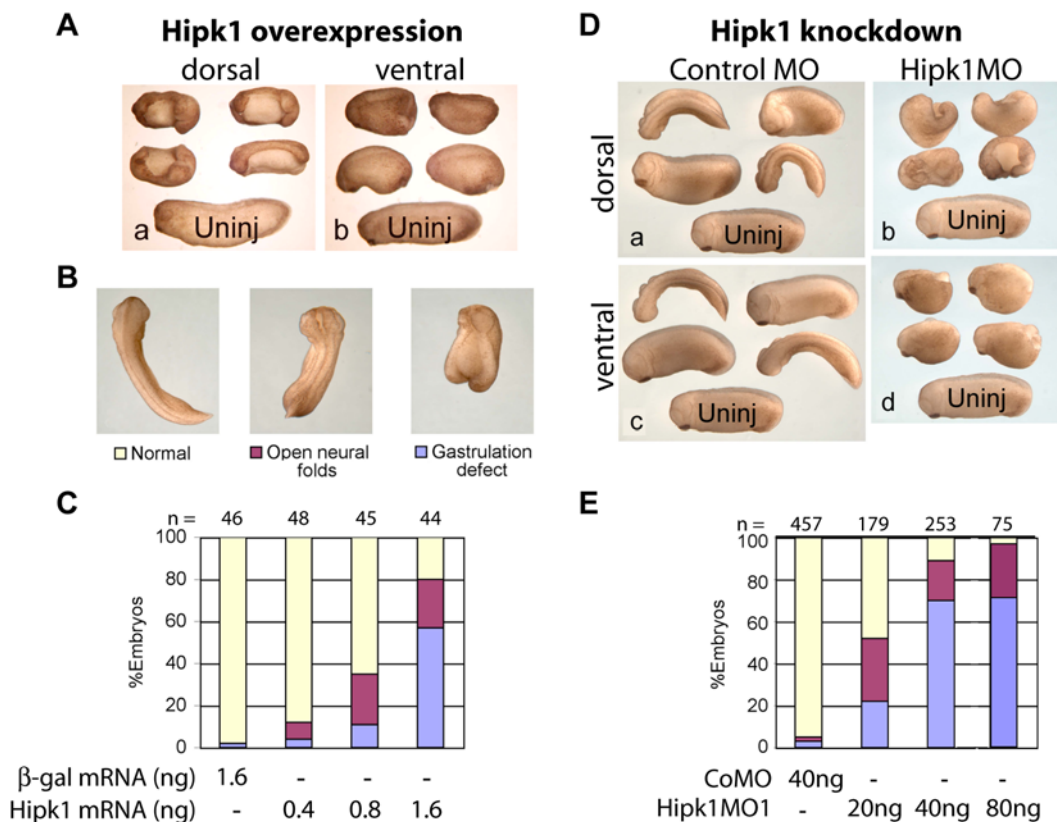 A Hipk1 overexpression
dorsal ventral
a Uninj
b Uninj
B
Normal
Open neural
folds
Gastrulation
defect
C
n = 46 48 45 44
%Embryos
100
80
60
40
20
0
β-gal mRNA (ng) 1.6 - - -
Hipk1 mRNA (ng) - 0.4 0.8 1.6
D Hipk1 knockdown
Control MO Hipk1MO
dorsal
a Uninj
b Uninj
ventral
c Uninj
d Uninj
E
n = 457 179 253 75
%Embryos
100
80
60
40
20
0
CoMO 40ng - - -
Hipk1MO1 - 20ng 40ng 80ng